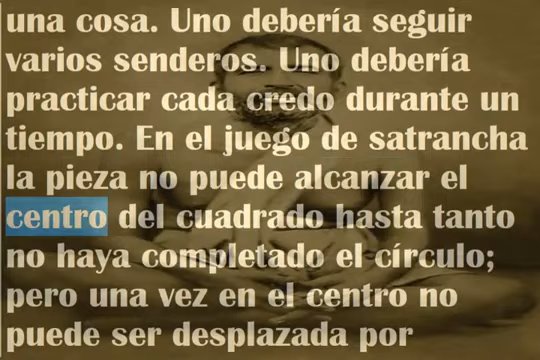 una cosa. Uno debería seguir
varios senderos. Uno debería
practicar cada credo durante un
tiempo. En el juego de satrancha
la pieza no puede alcanzar el
centro del cuadrado hasta tanto
no haya completado el círculo;
pero una vez en el centro no
puede ser desplazada por